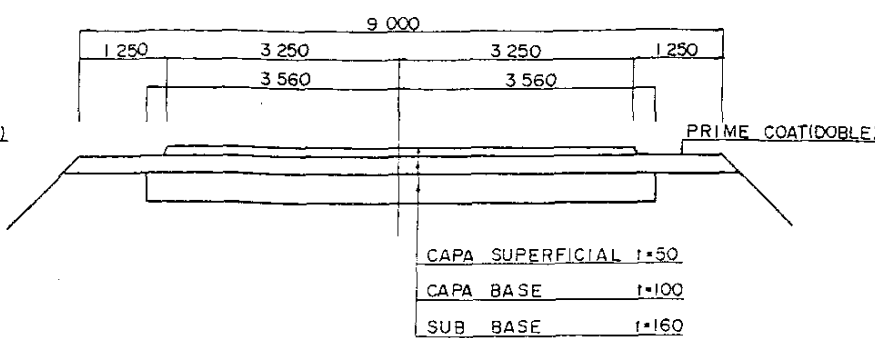 9 000
1 250 3 250 3 250 1 250
3 560 3 560
) PRIME COAT(DOBLE)
CAPA SUPERFICIAL t=50
CAPA BASE t=100
SUB BASE t=160